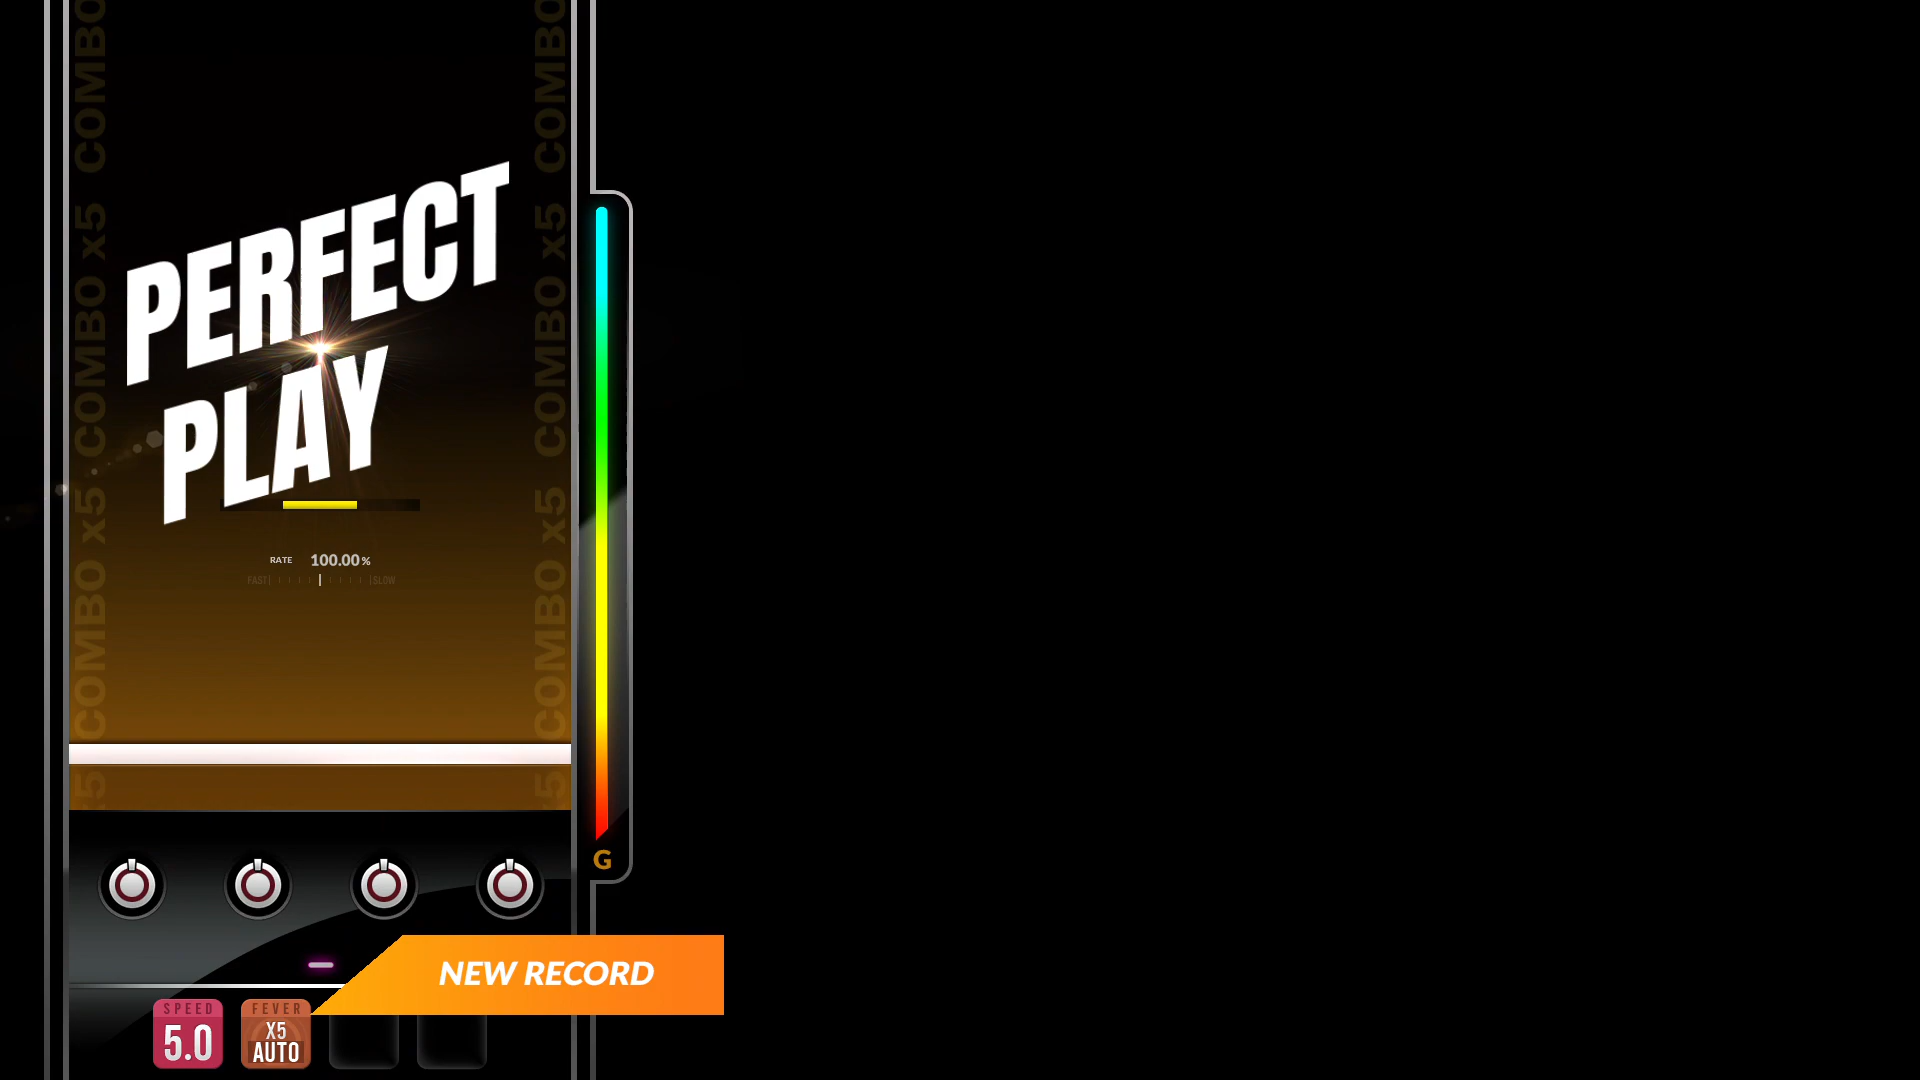 COMBO x5 COMBO x5 COMBO x5 COMBO
COMBO x5 COMBO x5 COMBO x5 COMBO
PERFECT
PLAY
RATE 100.00%
FAST SLOW
G
NEW RECORD
SPEED
5.0
FEVER
X5
AUTO